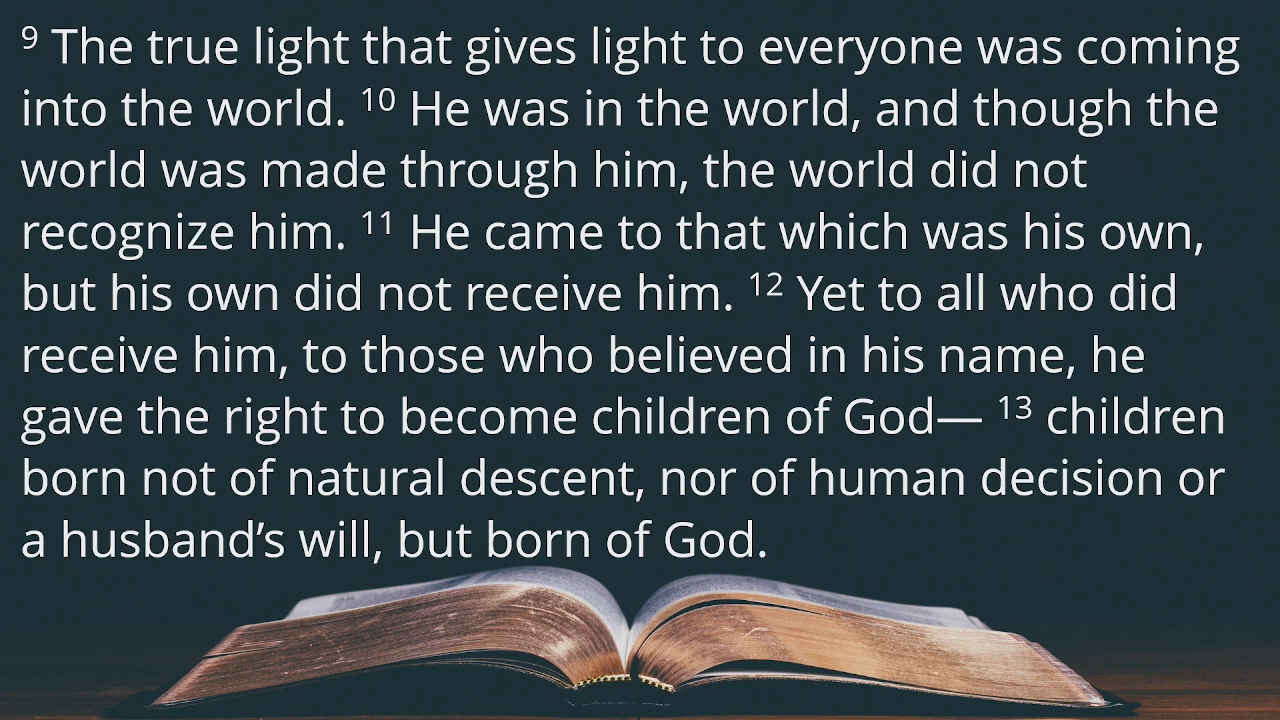 9 The true light that gives light to everyone was coming
into the world. 10 He was in the world, and though the
world was made through him, the world did not
recognize him. 11 He came to that which was his own,
but his own did not receive him. 12 Yet to all who did
receive him, to those who believed in his name, he
gave the right to become children of God— 13 children
born not of natural descent, nor of human decision or
a husband’s will, but born of God.